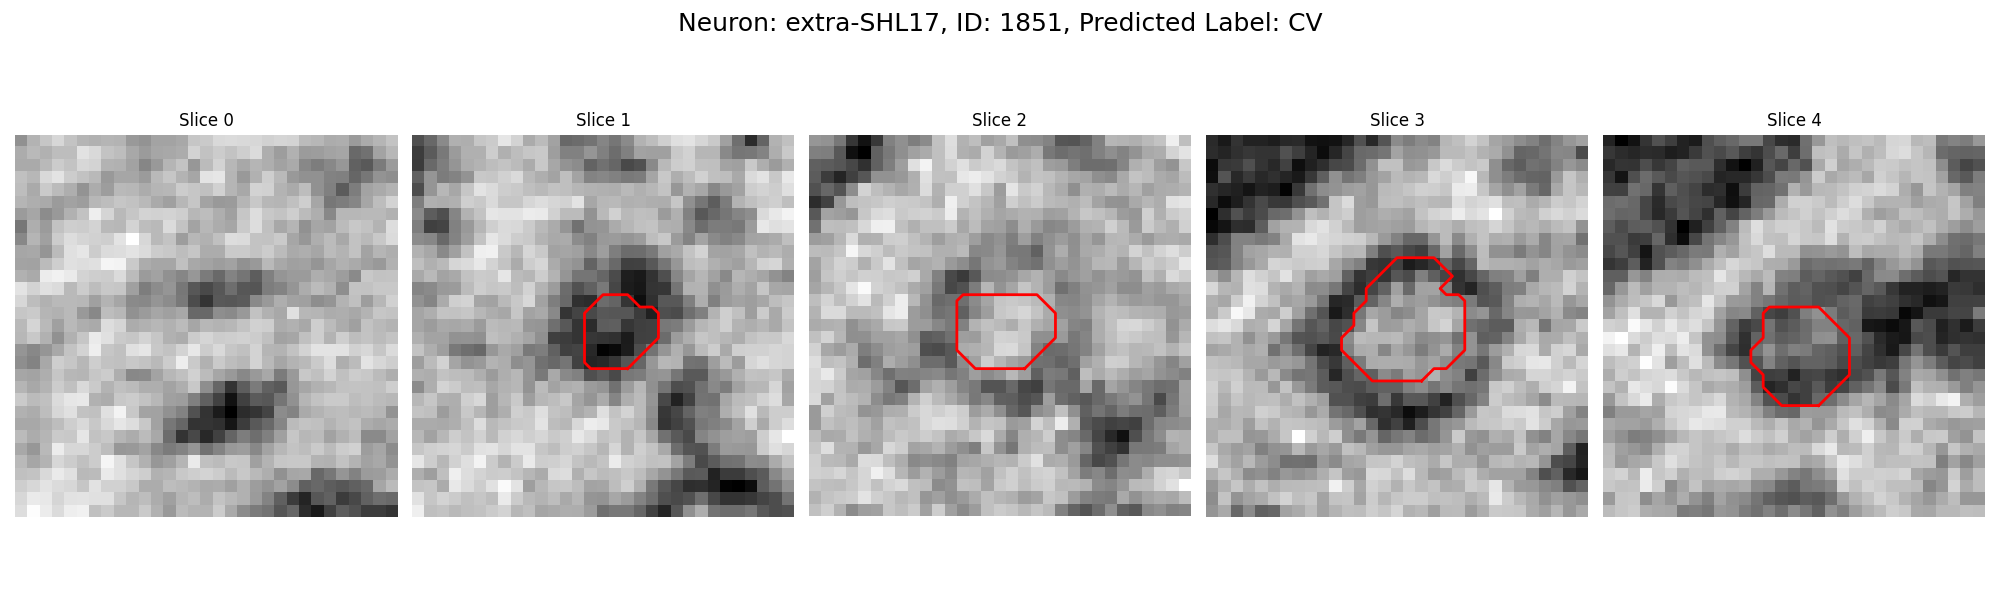 Neuron: extra-SHL17, ID: 1851, Predicted Label: CV
Slice 0
Slice 1
Slice 2
Slice 3
Slice 4